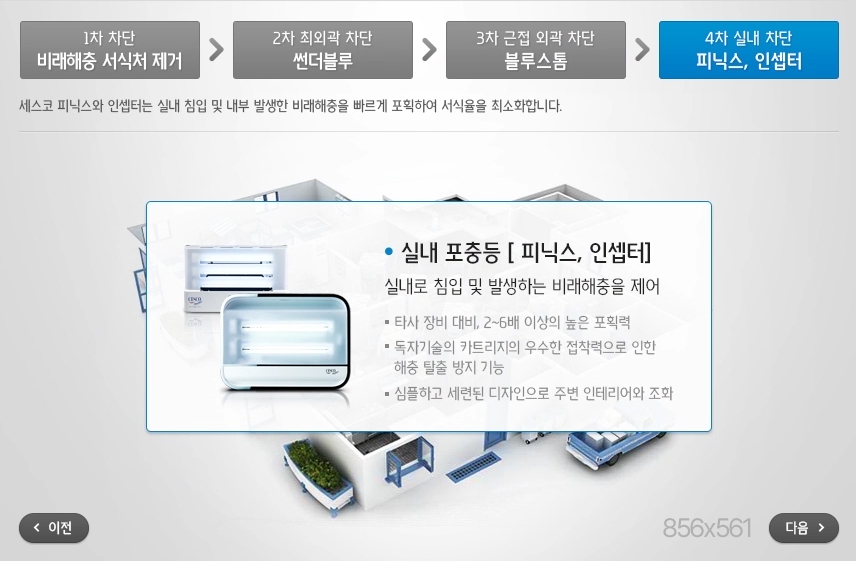 1차 차단
비래해충 서식처 제거
2차 최외곽 차단
썬더블루
3차 근접 외곽 차단
블루스톰
4차 실내 차단
피닉스, 인셉터
세스코 피닉스와 인셉터는 실내 침입 및 내부 발생한 비래해충을 빠르게 포획하여 서식율을 최소화합니다.
• 실내 포충등 [ 피닉스, 인셉터]
실내로 침입 및 발생하는 비래해충을 제어
타사 장비 대비, 2~6배 이상의 높은 포획력
독자기술의 카트리지의 우수한 접착력으로 인한
해충 탈출 방지 기능
심플하고 세련된 디자인으로 주변 인테리어와 조화
이전
856x561
다음